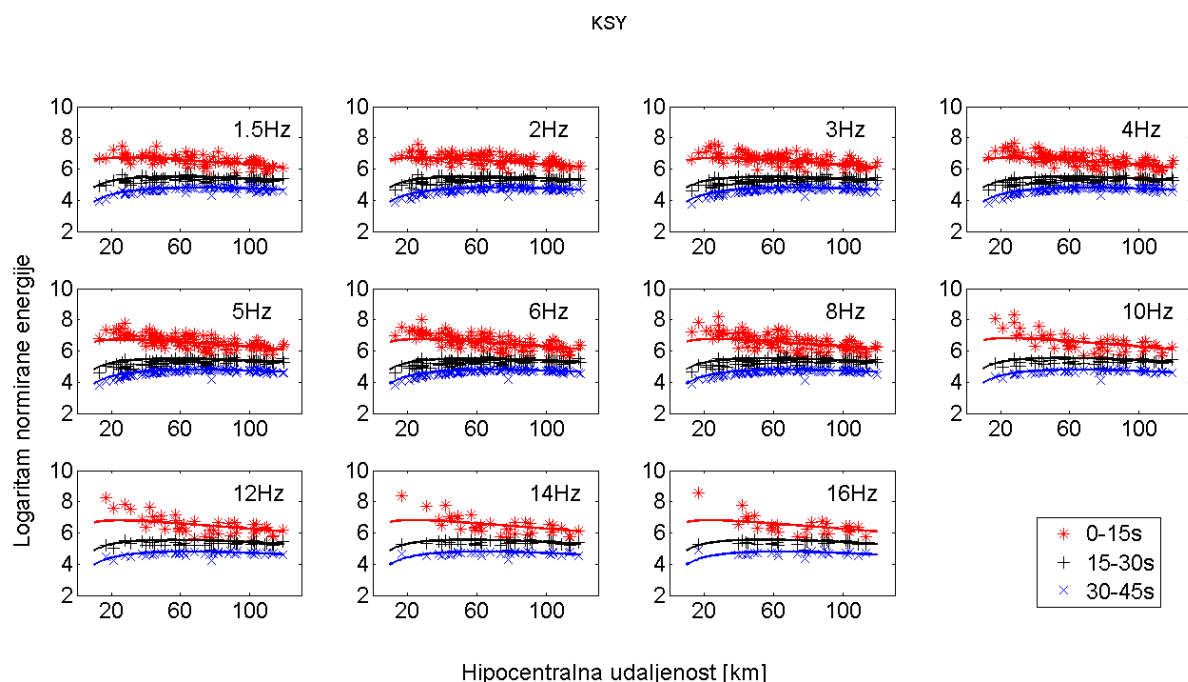 KSY
Logaritam normirane energije
10
8
6
4
2
20 60 100
1.5Hz
10
8
6
4
2
20 60 100
2Hz
10
8
6
4
2
20 60 100
3Hz
10
8
6
4
2
20 60 100
4Hz
10
8
6
4
2
20 60 100
5Hz
10
8
6
4
2
20 60 100
6Hz
10
8
6
4
2
20 60 100
8Hz
10
8
6
4
2
20 60 100
10Hz
10
8
6
4
2
20 60 100
12Hz
10
8
6
4
2
20 60 100
14Hz
10
8
6
4
2
20 60 100
16Hz
0-15s
15-30s
30-45s
Hipocentralna udaljenost [km]